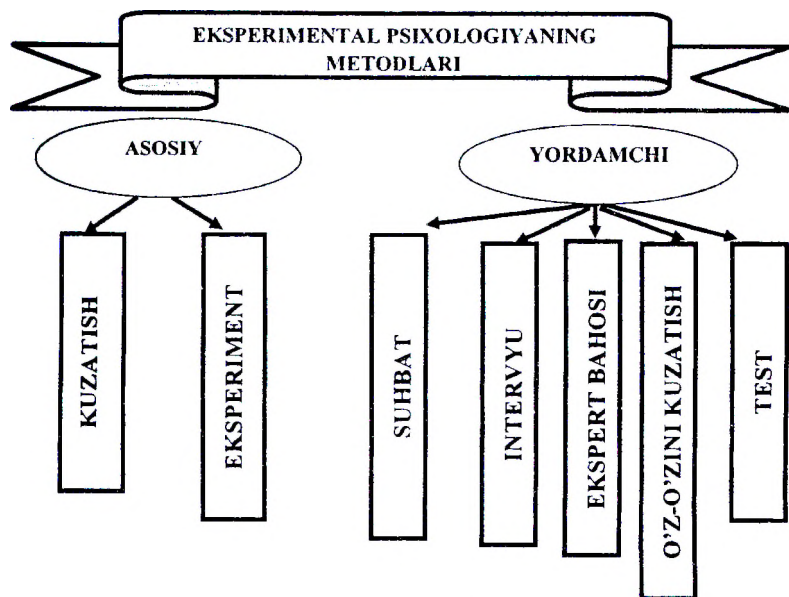 EKSPERIMENTAL PSIXOLOGIYANING
METODLARI
ASOSIY
YORDAMCHI
KUZATISH
EKSPERIMENT
SUHBAT
INTERVYU
EKSPERT BAHOSI
O'Z-O'ZINI KUZATISH
TEST